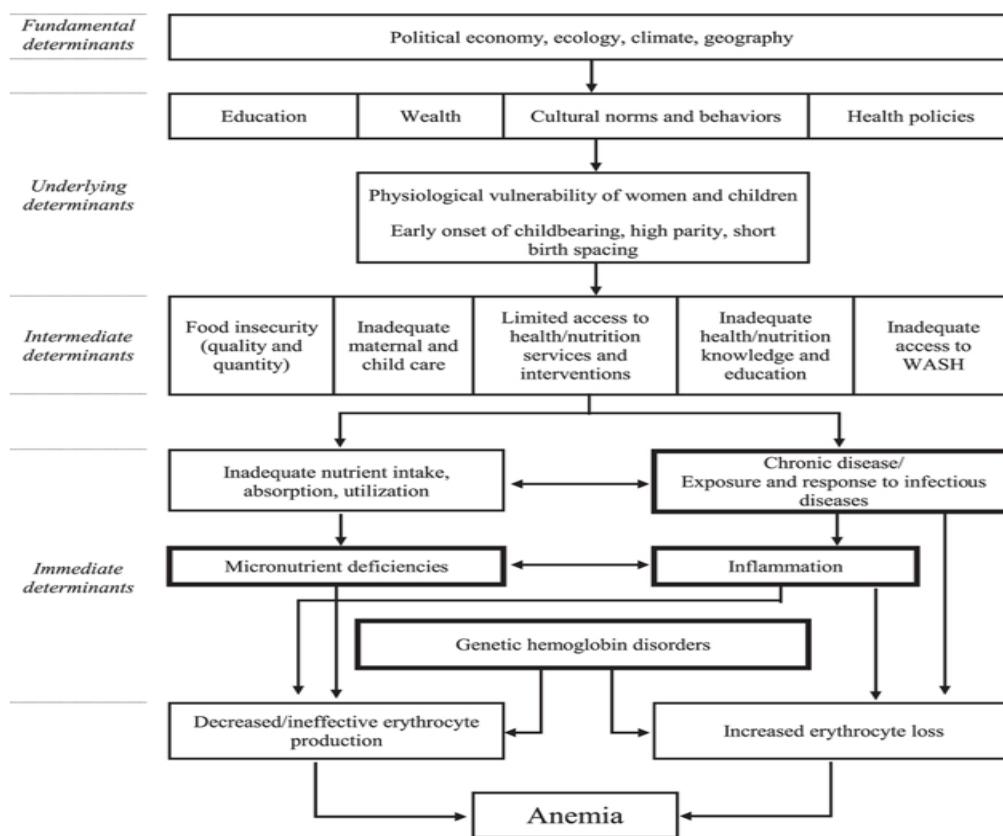 Fundamental
determinants
Political economy, ecology, climate, geography
Education
Wealth
Cultural norms and behaviors
Health policies
Underlying
determinants
Physiological vulnerability of women and children
Early onset of childbearing, high parity, short
birth spacing
Intermediate
determinants
Food insecurity
(quality and
quantity)
Inadequate
maternal and
child care
Limited access to
health/nutrition
services and
interventions
Inadequate
health/nutrition
knowledge and
education
Inadequate
access to
WASH
Inadequate nutrient intake,
absorption, utilization
Chronic disease/
Exposure and response to infectious
diseases
Immediate
determinants
Micronutrient deficiencies
Inflammation
Genetic hemoglobin disorders
Decreased/ineffective erythrocyte
production
Increased erythrocyte loss
Anemia